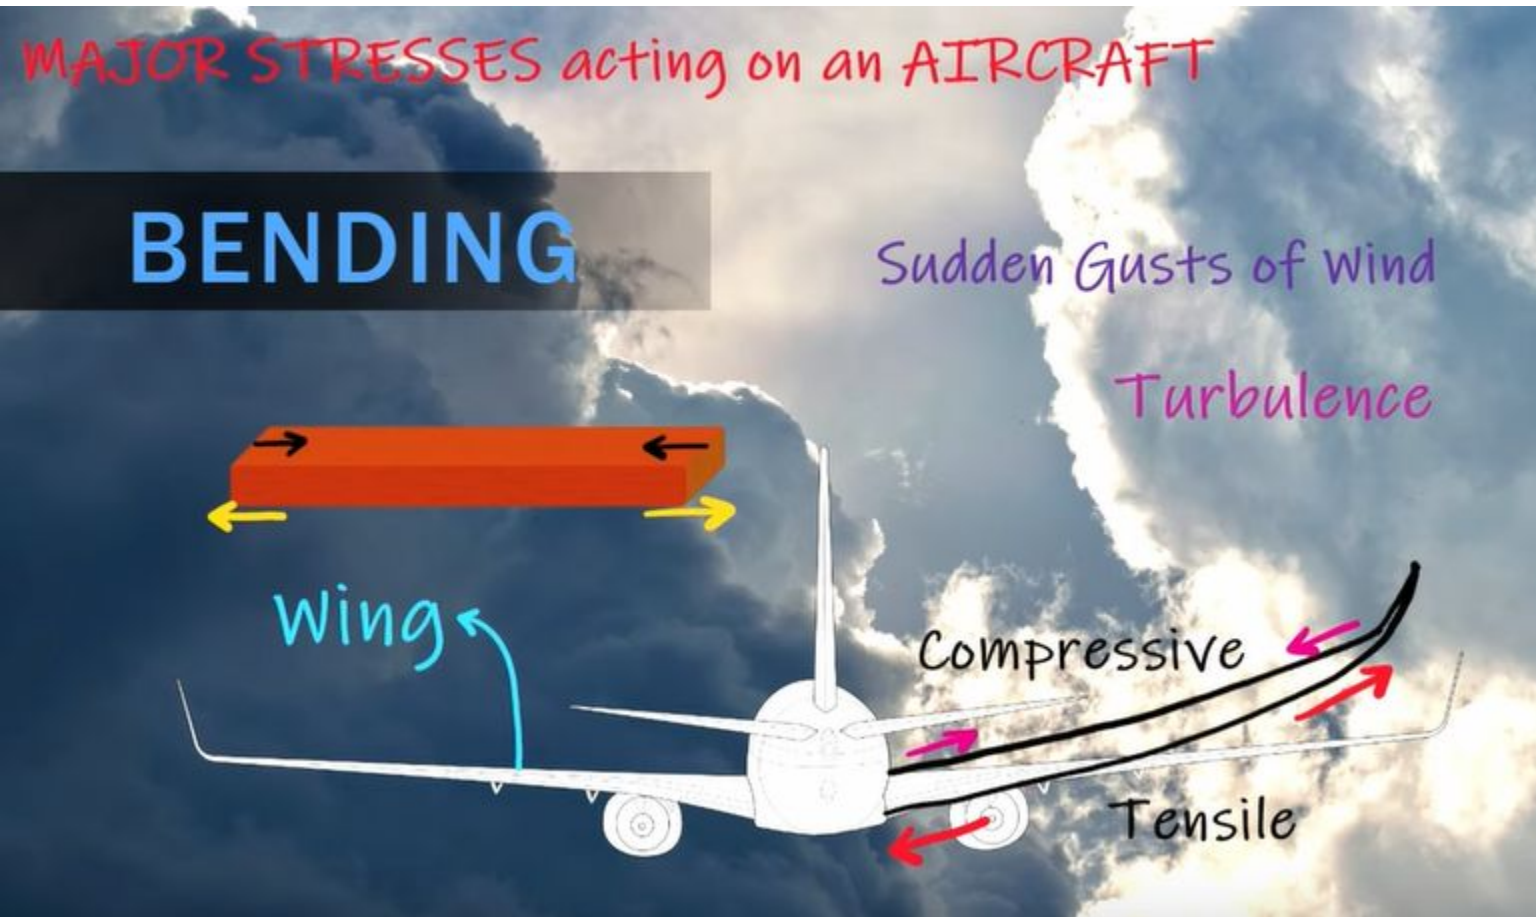 MAJOR STRESSES acting on an AIRCRAFT
BENDING
Sudden Gusts of Wind
Turbulence
Wing
Compressive
Tensile